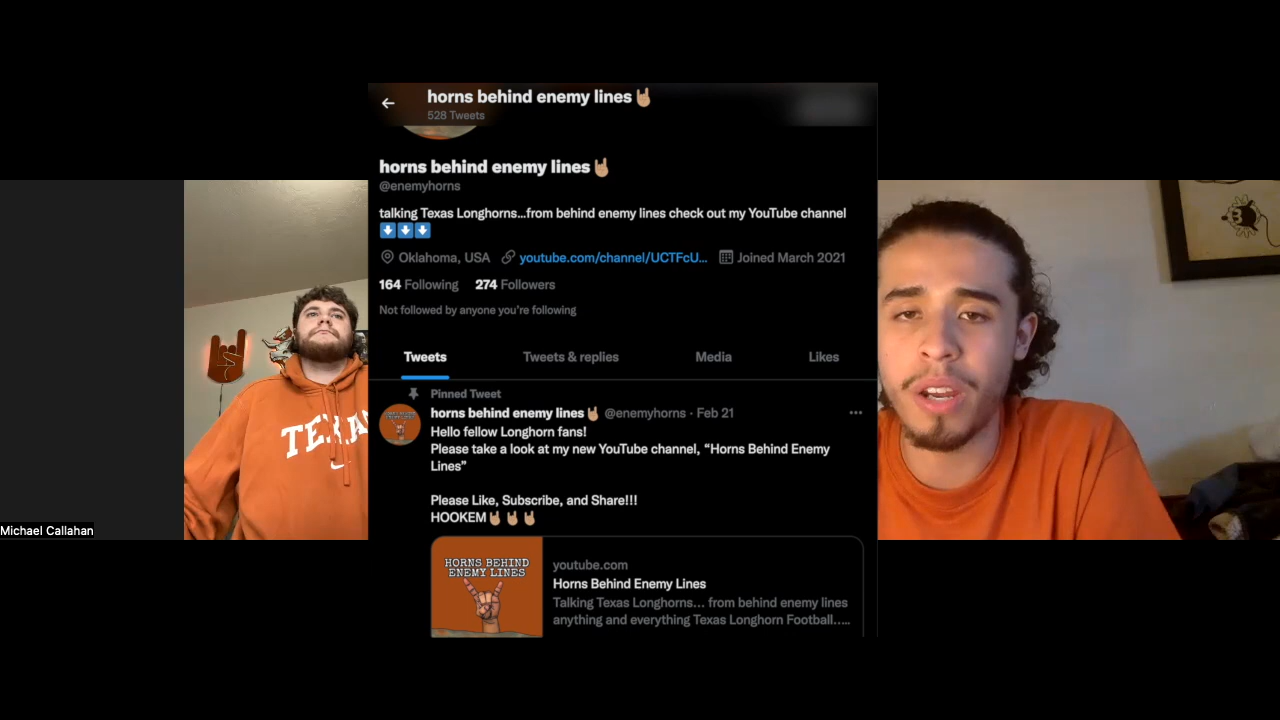 horns behind enemy lines🤘🏼
528 Tweets
horns behind enemy lines🤘🏼
@enemyhorns
talking Texas Longhorns...from behind enemy lines check out my YouTube channel
⬇️⬇️⬇️
Oklahoma, USA youtube.com/channel/UCTFcU... Joined March 2021
164 Following 274 Followers
Not followed by anyone you're following
Tweets Tweets & replies Media Likes
Pinned Tweet
horns behind enemy lines🤘🏼 @enemyhorns · Feb 21
Hello fellow Longhorn fans!
Please take a look at my new YouTube channel, “Horns Behind Enemy
Lines”
Please Like, Subscribe, and Share!!!
HOOKEM🤘🏼🤘🏼🤘🏼
HORNS BEHIND
ENEMY LINES
youtube.com
Horns Behind Enemy Lines
Talking Texas Longhorns... from behind enemy lines
anything and everything Texas Longhorn Football.....
TEXA
Michael Callahan